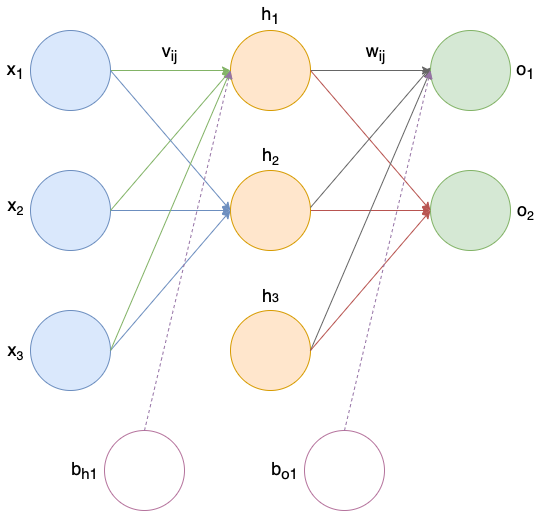 h₁
x₁ vᵢⱼ wᵢⱼ o₁
h₂
x₂ o₂
h₃
x₃
bₕ₁ bₒ₁